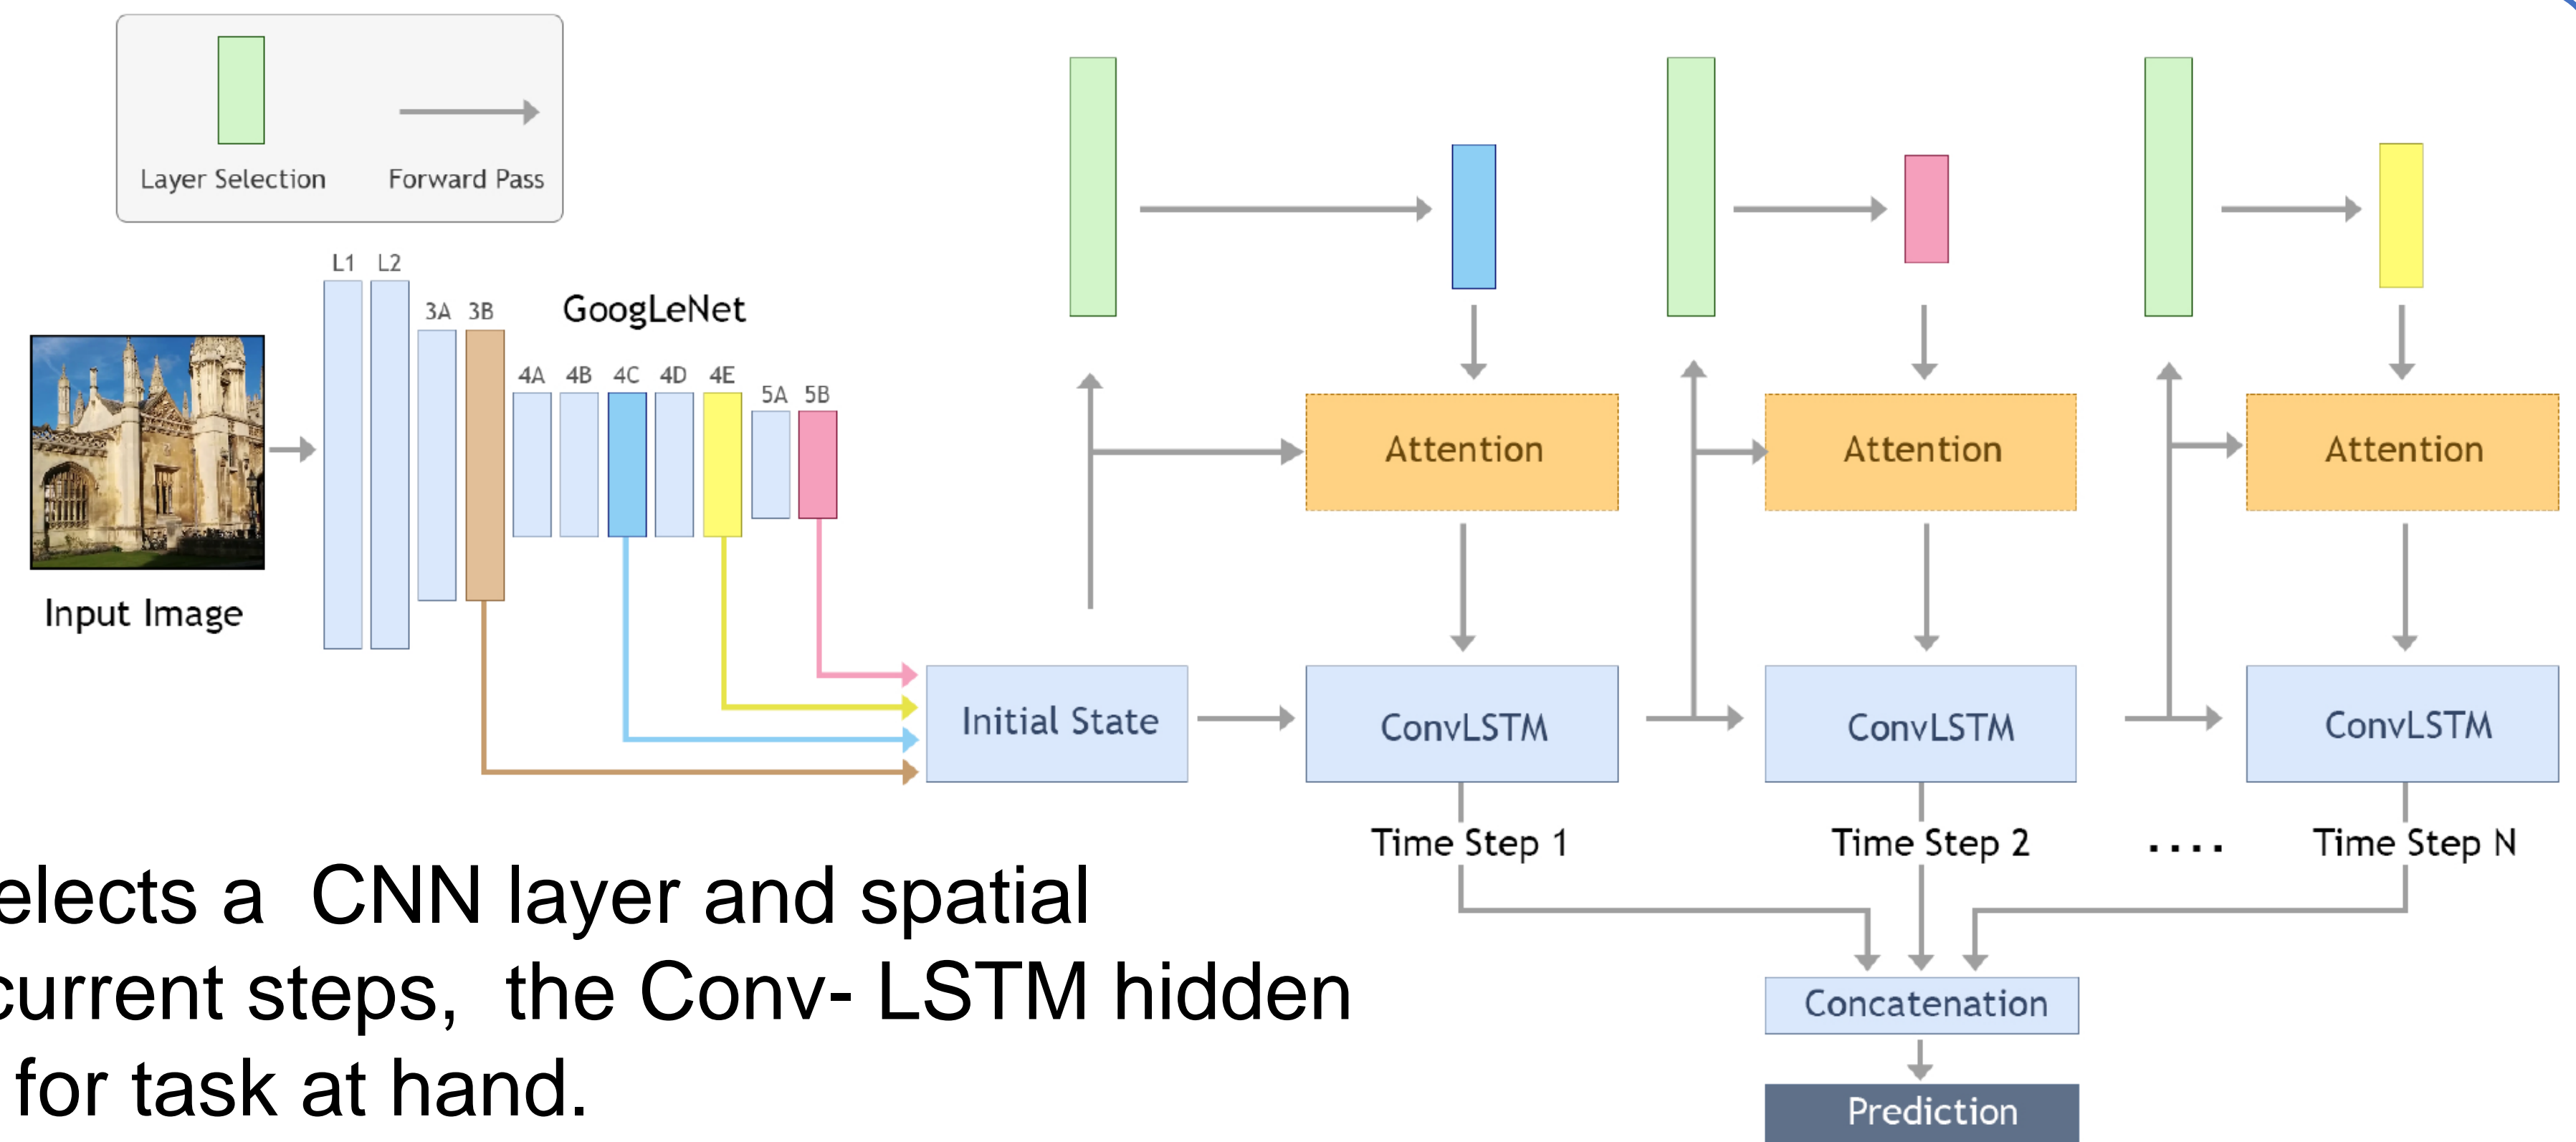 Layer Selection
Forward Pass
L1 L2
3A 3B
GoogLeNet
4A 4B 4C 4D 4E
5A 5B
Input Image
Attention
Attention
Attention
Initial State
ConvLSTM
ConvLSTM
ConvLSTM
Time Step 1
Time Step 2
....
Time Step N
Concatenation
Prediction
elects a CNN layer and spatial
current steps, the Conv- LSTM hidden
for task at hand.